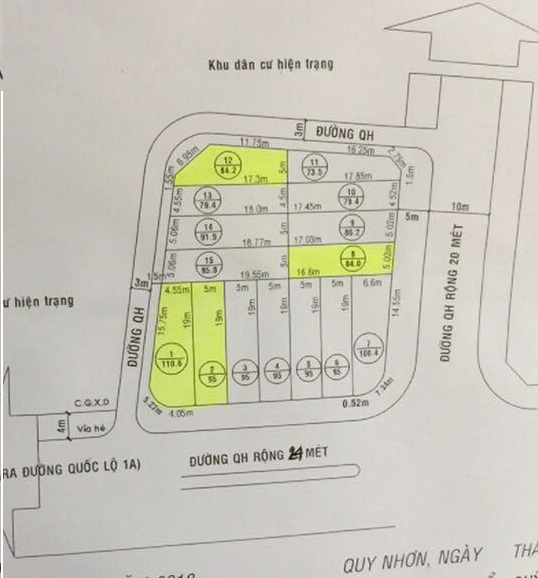 Khu dân cư hiện trạng
3m ĐƯỜNG QH
11.75m
16.25m
2.75m
6.95m
1.55m
12
84.2
5m
11
73.5
1.5m
17.3m
17.85m
4.55m
13
79.4
4.5m
10
79.4
4.52m
18.0m
17.45m
5m
10m
5.06m
14
91.9
5m
9
86.2
5.02m
18.77m
17.03m
5.06m
15
95.8
5m
8
84.0
5.02m
1.5m
19.55m
16.6m
3m
4.55m
5m
5m
5m
5m
5m
6.6m
ư hiện trạng
ĐƯỜNG QH
ĐƯỜNG QH RỘNG 20 MÉT
15.75m
19m
19m
19m
19m
19m
19m
14.55m
1
110.6
2
95
3
95
4
95
5
95
6
95
7
100.4
C.G.X.D
5.27m
4.05m
0.52m
7.34m
4m
Vỉa hè
RA ĐƯỜNG QUỐC LỘ 1A)
ĐƯỜNG QH RỘNG 24 MÉT
QUY NHƠN, NGÀY THÁ